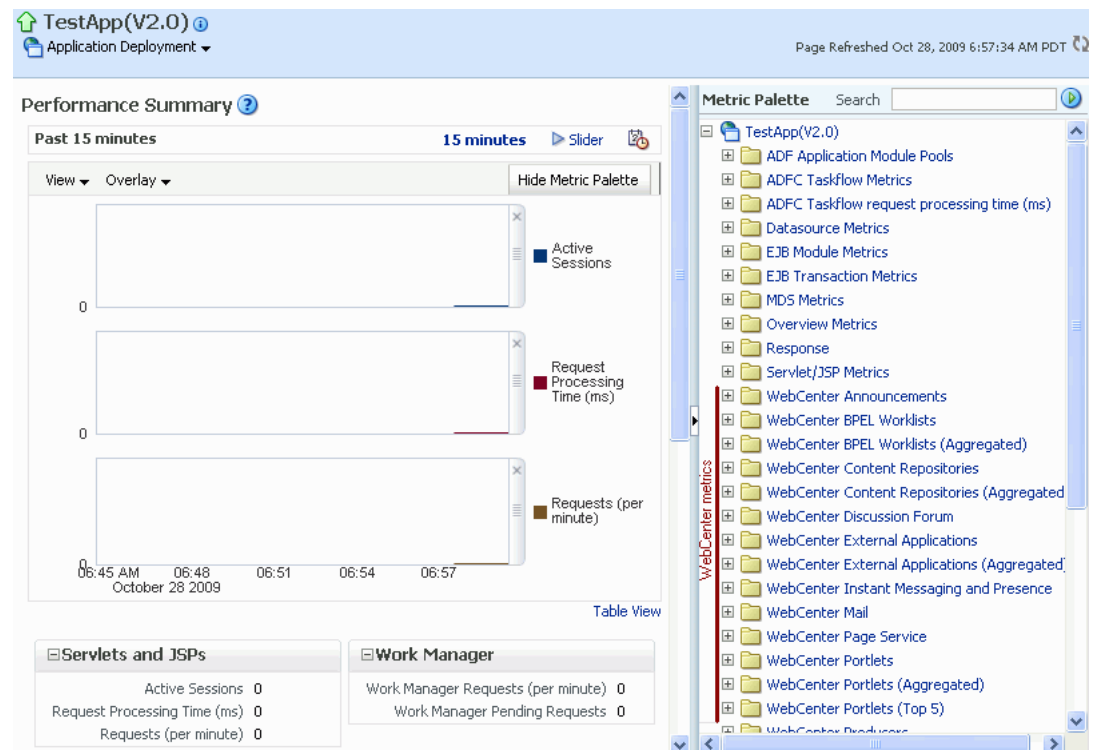 TestApp(V2.0)
Application Deployment
Page Refreshed Oct 28, 2009 6:57:34 AM PDT
Performance Summary
Past 15 minutes
15 minutes
Slider
View
Overlay
Hide Metric Palette
Active
Sessions
0
Request
Processing
Time (ms)
0
Requests (per
minute)
0
06:45 AM
06:48
06:51
06:54
06:57
October 28 2009
Table View
Servlets and JSPs
Active Sessions 0
Request Processing Time (ms) 0
Requests (per minute) 0
Work Manager
Work Manager Requests (per minute) 0
Work Manager Pending Requests 0
Metric Palette
Search
TestApp(V2.0)
ADF Application Module Pools
ADFC Taskflow Metrics
ADFC Taskflow request processing time (ms)
Datasource Metrics
EJB Module Metrics
EJB Transaction Metrics
MDS Metrics
Overview Metrics
Response
Servlet/JSP Metrics
WebCenter metrics
WebCenter Announcements
WebCenter BPEL Worklists
WebCenter BPEL Worklists (Aggregated)
WebCenter Content Repositories
WebCenter Content Repositories (Aggregated
WebCenter Discussion Forum
WebCenter External Applications
WebCenter External Applications (Aggregated
WebCenter Instant Messaging and Presence
WebCenter Mail
WebCenter Page Service
WebCenter Portlets
WebCenter Portlets (Aggregated)
WebCenter Portlets (Top 5)
WebCenter Producers